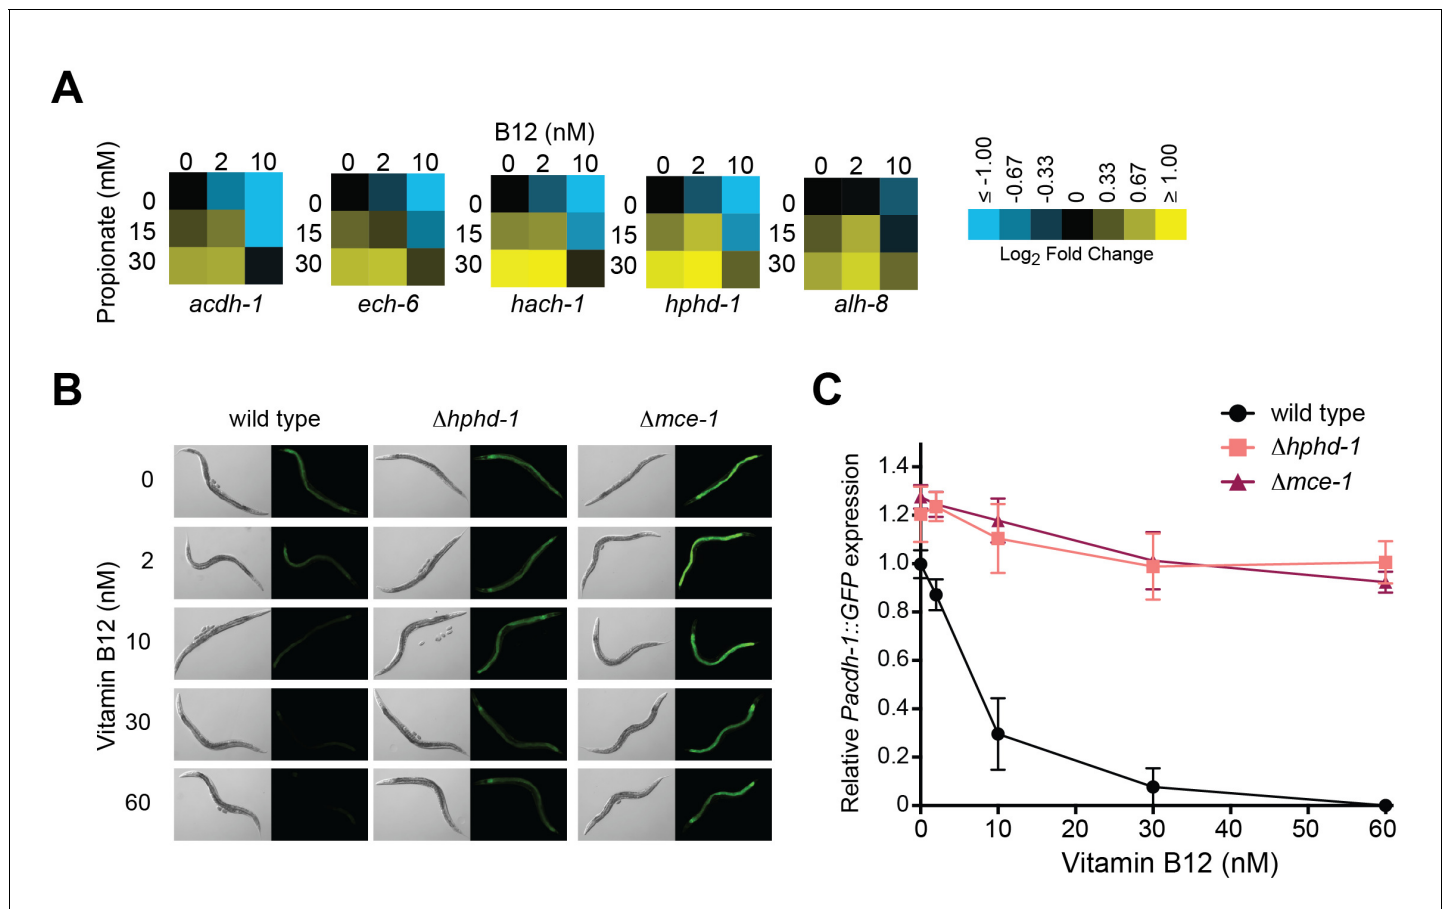 A
B12 (nM)
Propionate (mM)
0 2 10
0 2 10
0 2 10
0 2 10
0 2 10
0
15
30
0
15
30
0
15
30
0
15
30
0
15
30
acdh-1
ech-6
hach-1
hphd-1
alh-8
≤ -1.00
-0.67
-0.33
0
0.33
0.67
≥ 1.00
Log2 Fold Change
B
wild type
Δhphd-1
Δmce-1
Vitamin B12 (nM)
0
2
10
30
60
C
wild type
Δhphd-1
Δmce-1
Relative Pacdh-1::GFP expression
1.4
1.2
1.0
0.8
0.6
0.4
0.2
0
0 10 20 30 40 50 60
Vitamin B12 (nM)